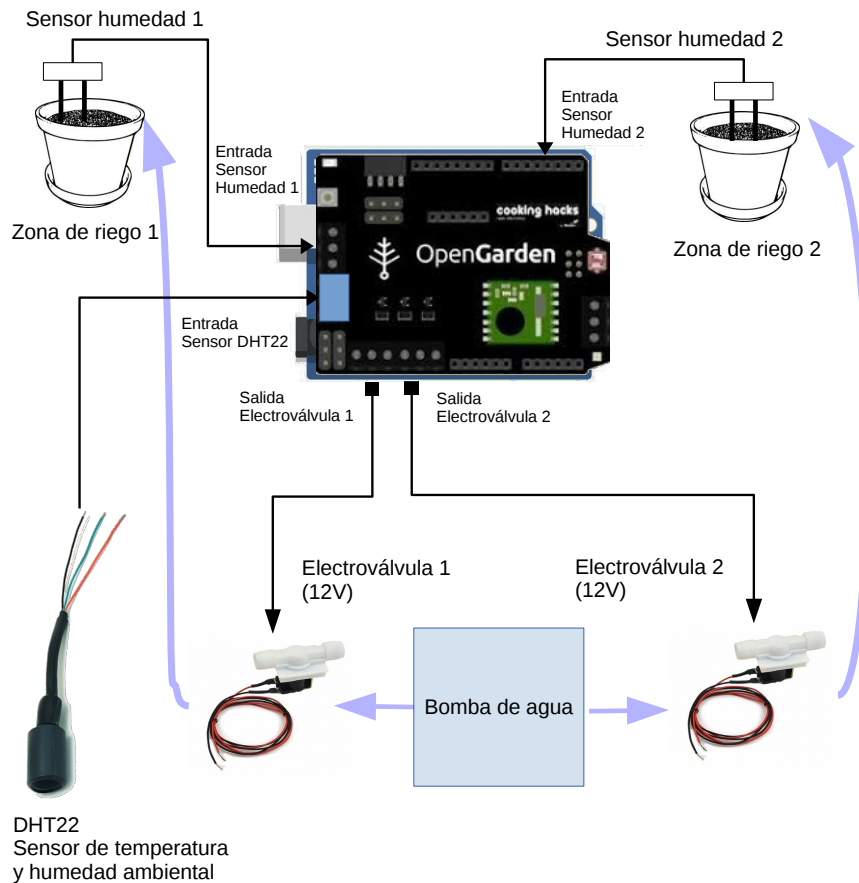 Sensor humedad 1
Sensor humedad 2
Entrada
Sensor
Humedad 2
Entrada
Sensor
Humedad 1
cooking hacks
OpenGarden
Zona de riego 1
Zona de riego 2
Entrada
Sensor DHT22
Salida
Electroválvula 1
Salida
Electroválvula 2
Electroválvula 1
(12V)
Electroválvula 2
(12V)
Bomba de agua
DHT22
Sensor de temperatura
y humedad ambiental